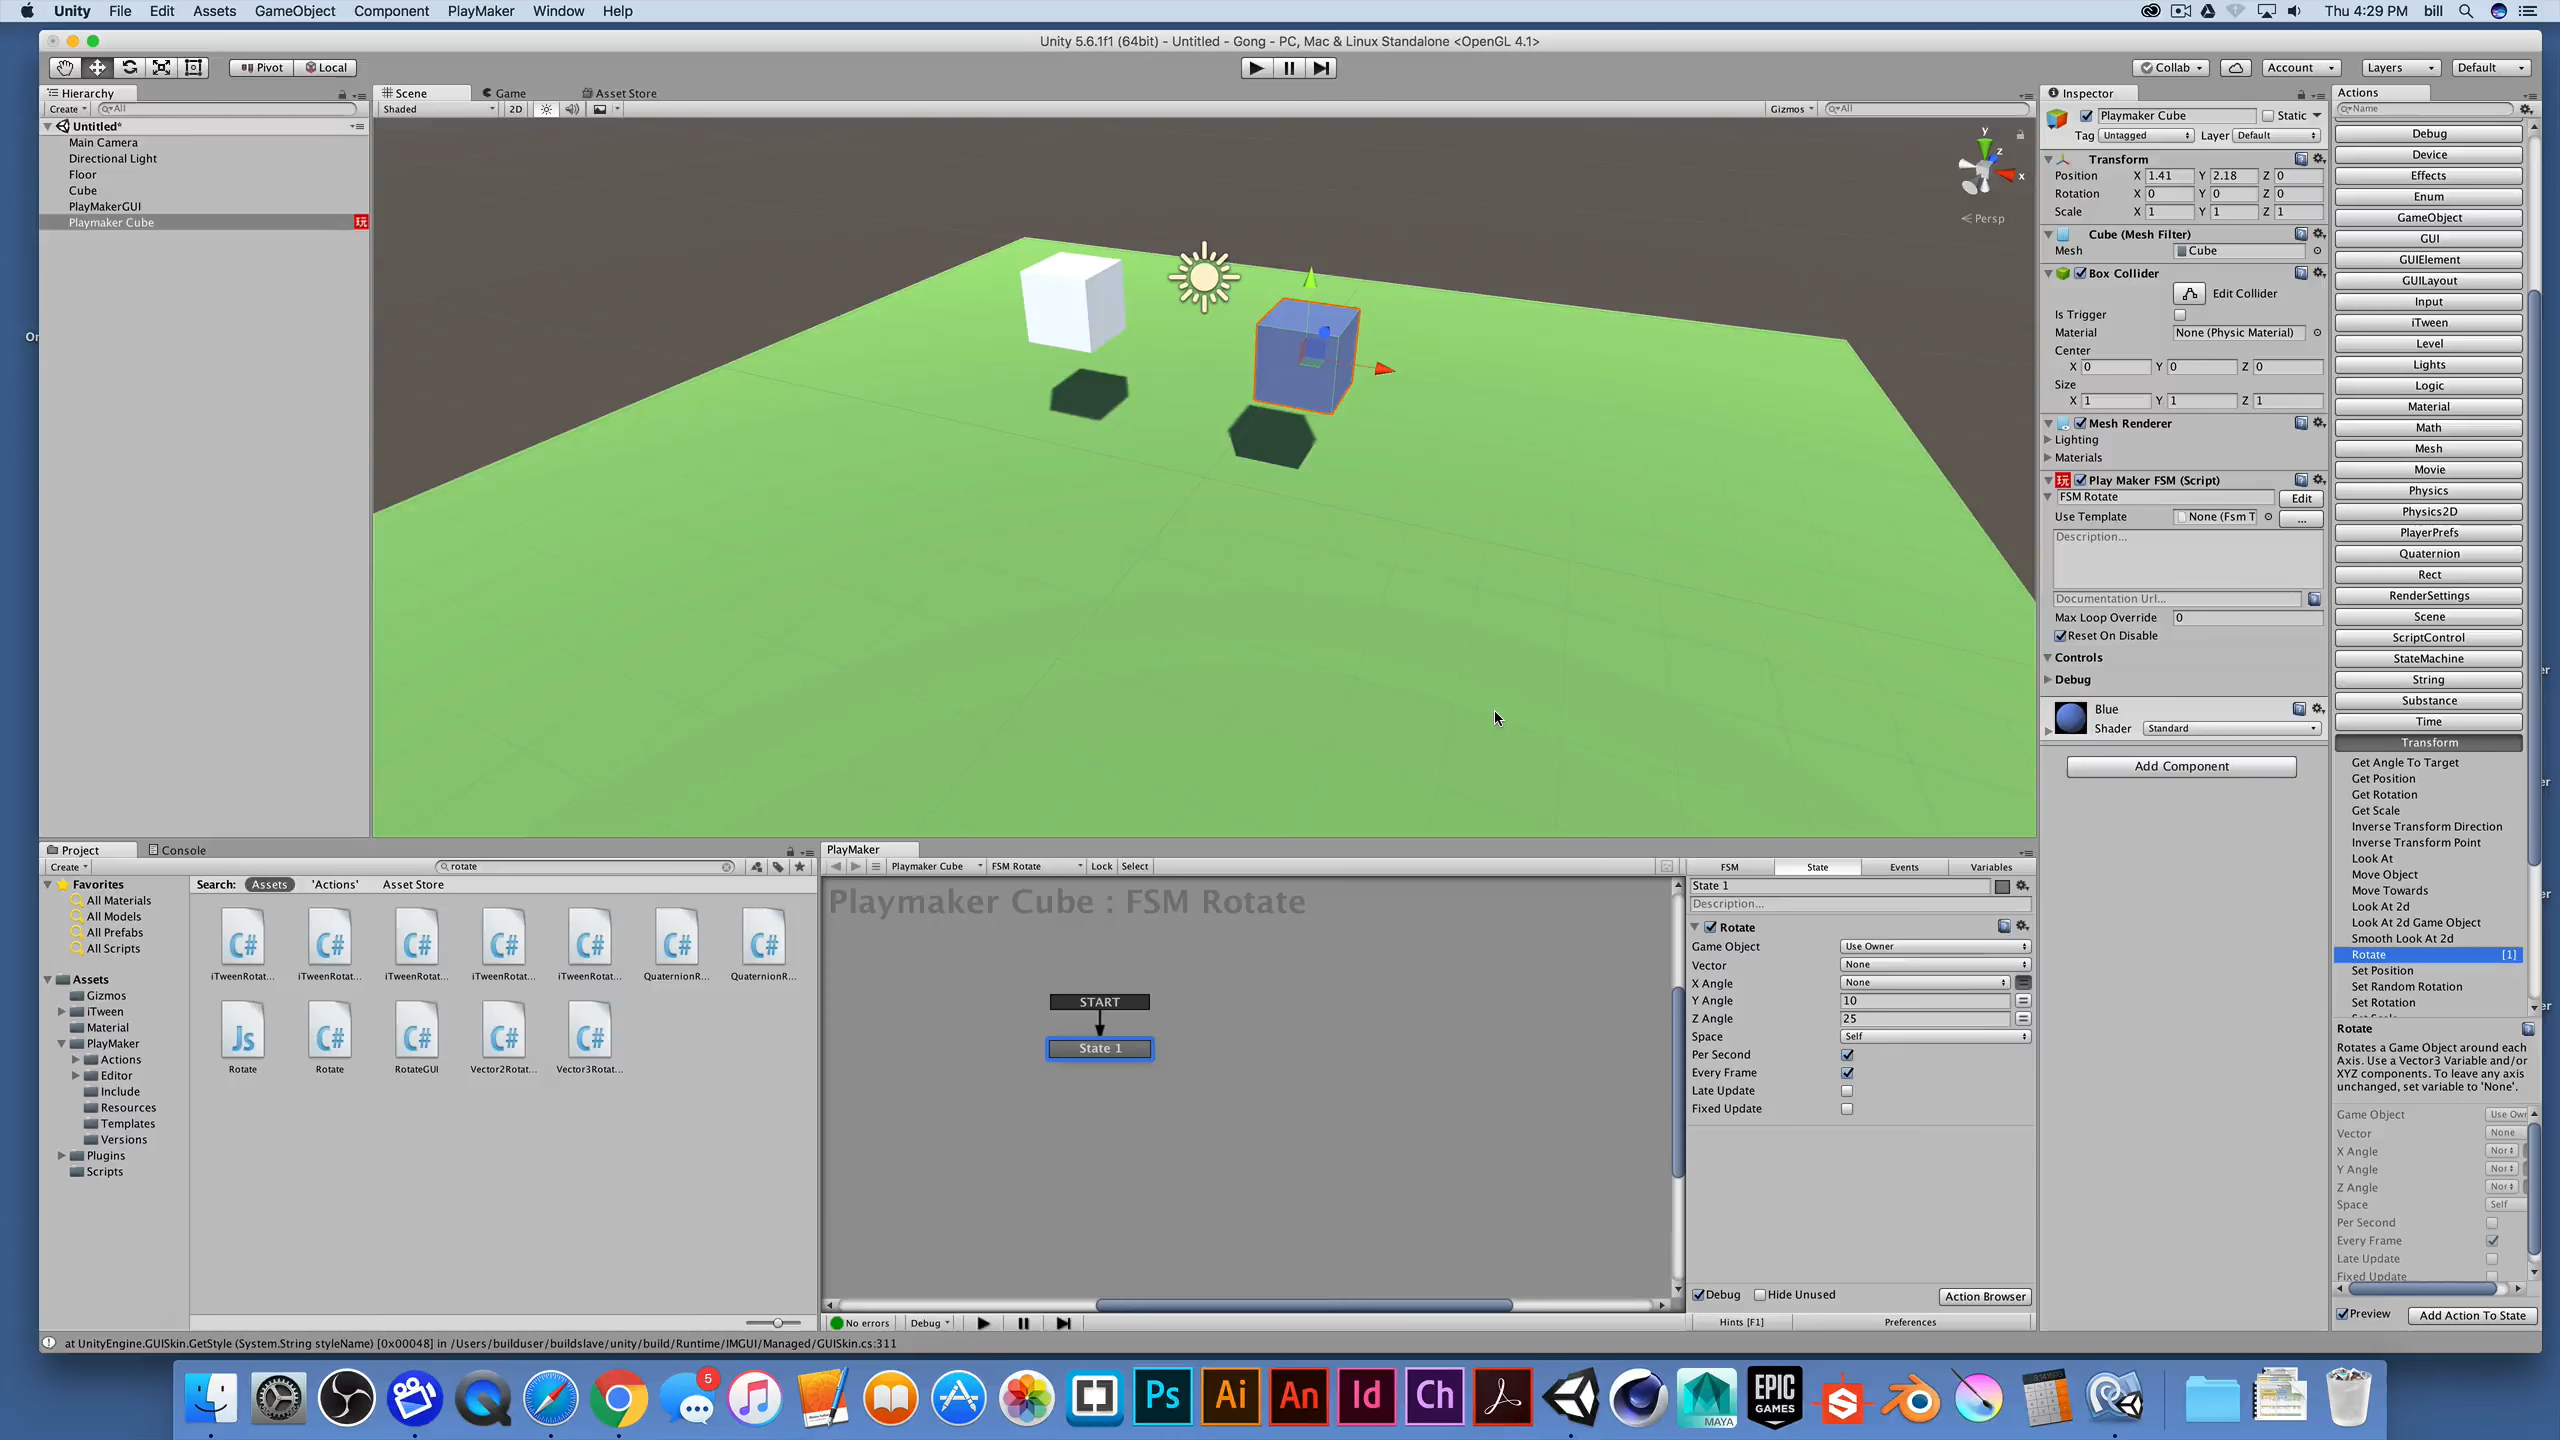 Unity File Edit Assets GameObject Component PlayMaker Window Help
Thu 4:29 PM bill
Unity 5.6.1f1 (64bit) - Untitled - Gong - PC, Mac & Linux Standalone <OpenGL 4.1>
Pivot Local
Collab Account Layers Default
Hierarchy
Create All
Untitled*
Main Camera
Directional Light
Floor
Cube
PlayMakerGUI
Playmaker Cube
玩
Scene Game Asset Store
Shaded 2D Gizmos All
y
z
x
Persp
Inspector
Playmaker Cube Static
Tag Untagged Layer Default
Transform
Position X 1.41 Y 2.18 Z 0
Rotation X 0 Y 0 Z 0
Scale X 1 Y 1 Z 1
Cube (Mesh Filter)
Mesh Cube
Box Collider
Edit Collider
Is Trigger
Material None (Physic Material)
Center
X 0 Y 0 Z 0
Size
X 1 Y 1 Z 1
Mesh Renderer
Lighting
Materials
玩 Play Maker FSM (Script)
FSM Rotate Edit
Use Template None (Fsm T ...
Description...
Documentation Url...
Max Loop Override 0
Reset On Disable
Controls
Debug
Blue
Shader Standard
Add Component
Actions
Name
Debug
Device
Effects
Enum
GameObject
GUI
GUIElement
GUILayout
Input
iTween
Level
Lights
Logic
Material
Math
Mesh
Movie
Physics
Physics2D
PlayerPrefs
Quaternion
Rect
RenderSettings
Scene
ScriptControl
StateMachine
String
Substance
Time
Transform
Get Angle To Target
Get Position
Get Rotation
Get Scale
Inverse Transform Direction
Inverse Transform Point
Look At
Move Object
Move Towards
Look At 2d
Look At 2d Game Object
Smooth Look At 2d
Rotate [1]
Set Position
Set Random Rotation
Set Rotation
Rotate
Rotates a Game Object around each
Axis. Use a Vector3 Variable and/or
XYZ components. To leave any axis
unchanged, set variable to 'None'.
Game Object Use Owr
Vector None
X Angle Nor
Y Angle Nor
Z Angle Nor
Space Self
Per Second
Every Frame
Late Update
Fixed Update
Preview Add Action To State
Project Console
Create rotate
Favorites
All Materials
All Models
All Prefabs
All Scripts
Assets
Gizmos
iTween
Material
PlayMaker
Actions
Editor
Include
Resources
Templates
Versions
Plugins
Scripts
Search: Assets 'Actions' Asset Store
C# C# C# C# C# C# C#
iTweenRotat... iTweenRotat... iTweenRotat... iTweenRotat... iTweenRotat... QuaternionR... QuaternionR...
Js C# C# C# C#
Rotate Rotate RotateGUI Vector2Rotat... Vector3Rotat...
PlayMaker
Playmaker Cube FSM Rotate Lock Select
Playmaker Cube : FSM Rotate
START
State 1
No errors Debug
FSM State Events Variables
State 1
Description...
Rotate
Game Object Use Owner
Vector None
X Angle None
Y Angle 10
Z Angle 25
Space Self
Per Second
Every Frame
Late Update
Fixed Update
Debug Hide Unused Action Browser
Hints [F1] Preferences
at UnityEngine.GUISkin.GetStyle (System.String styleName) [0x00048] in /Users/builduser/buildslave/unity/build/Runtime/IMGUI/Managed/GUISkin.cs:311
5
Ps Ai An Id Ch
MAYA
EPIC
GAMES